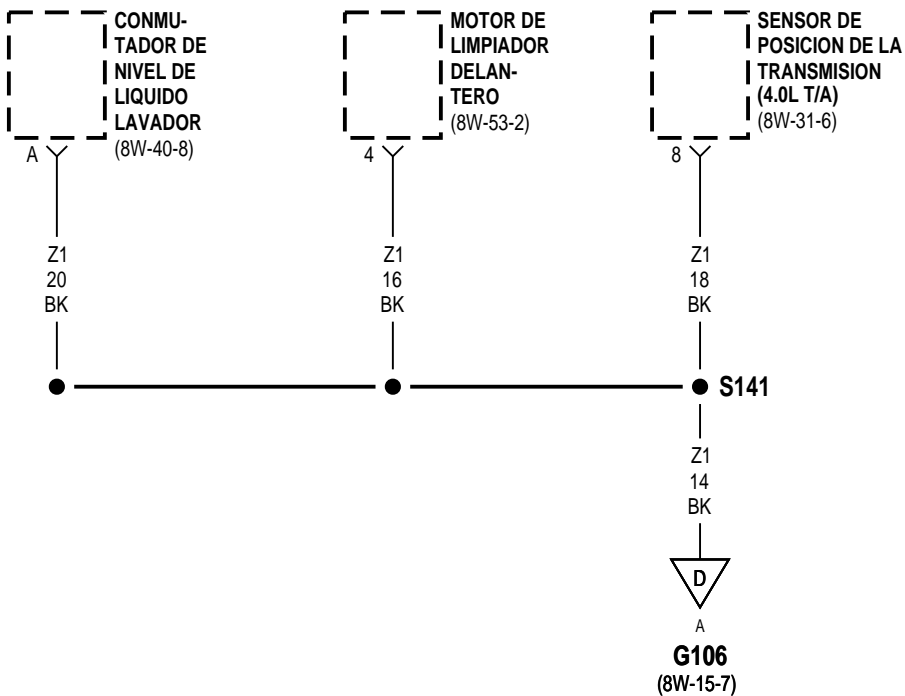 CONMU-
TADOR DE
NIVEL DE
LIQUIDO
LAVADOR
(8W-40-8)
A
MOTOR DE
LIMPIADOR
DELAN-
TERO
(8W-53-2)
4
SENSOR DE
POSICION DE LA
TRANSMISION
(4.0L T/A)
(8W-31-6)
8
Z1
20
BK
Z1
16
BK
Z1
18
BK
S141
Z1
14
BK
D
A
G106
(8W-15-7)